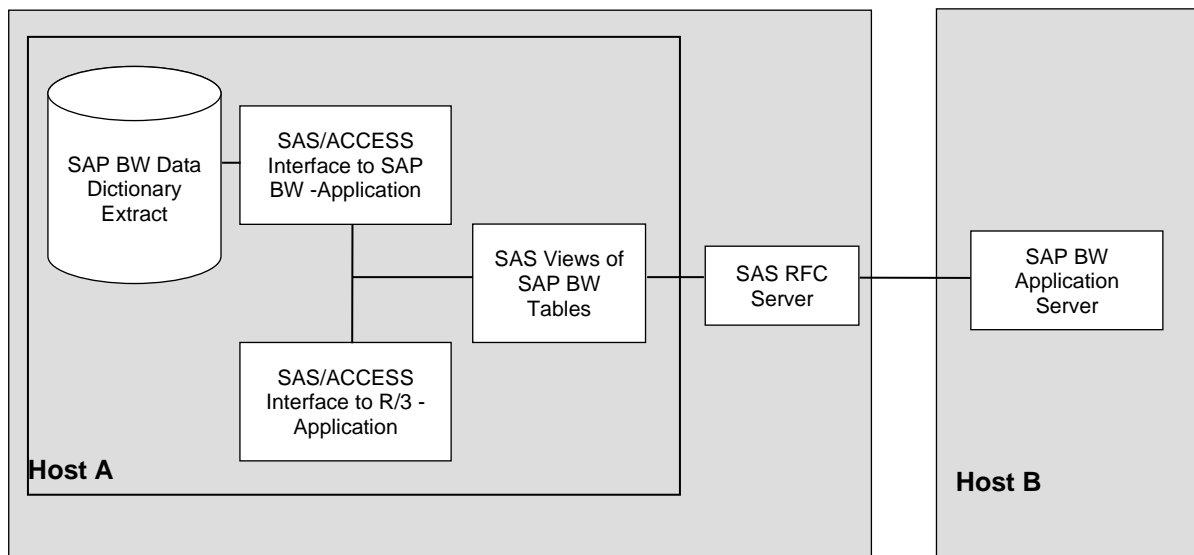 SAP BW Data
Dictionary
Extract
SAS/ACCESS
Interface to SAP
BW -Application
SAS Views of
SAP BW
Tables
SAS RFC
Server
SAP BW
Application
Server
SAS/ACCESS
Interface to R/3 -
Application
Host A
Host B